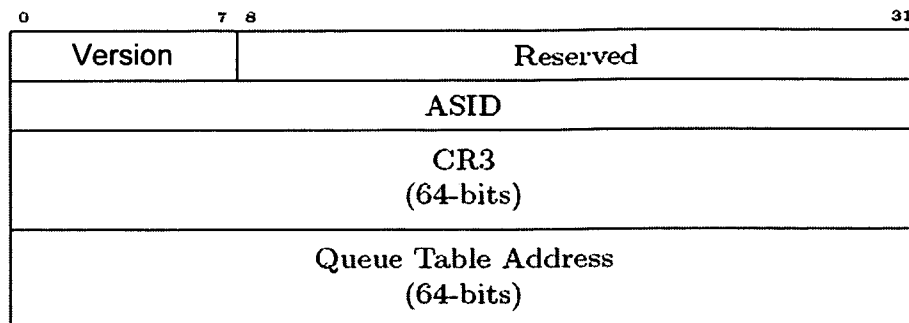 0 7 8 31
Version Reserved
ASID
CR3
(64-bits)
Queue Table Address
(64-bits)